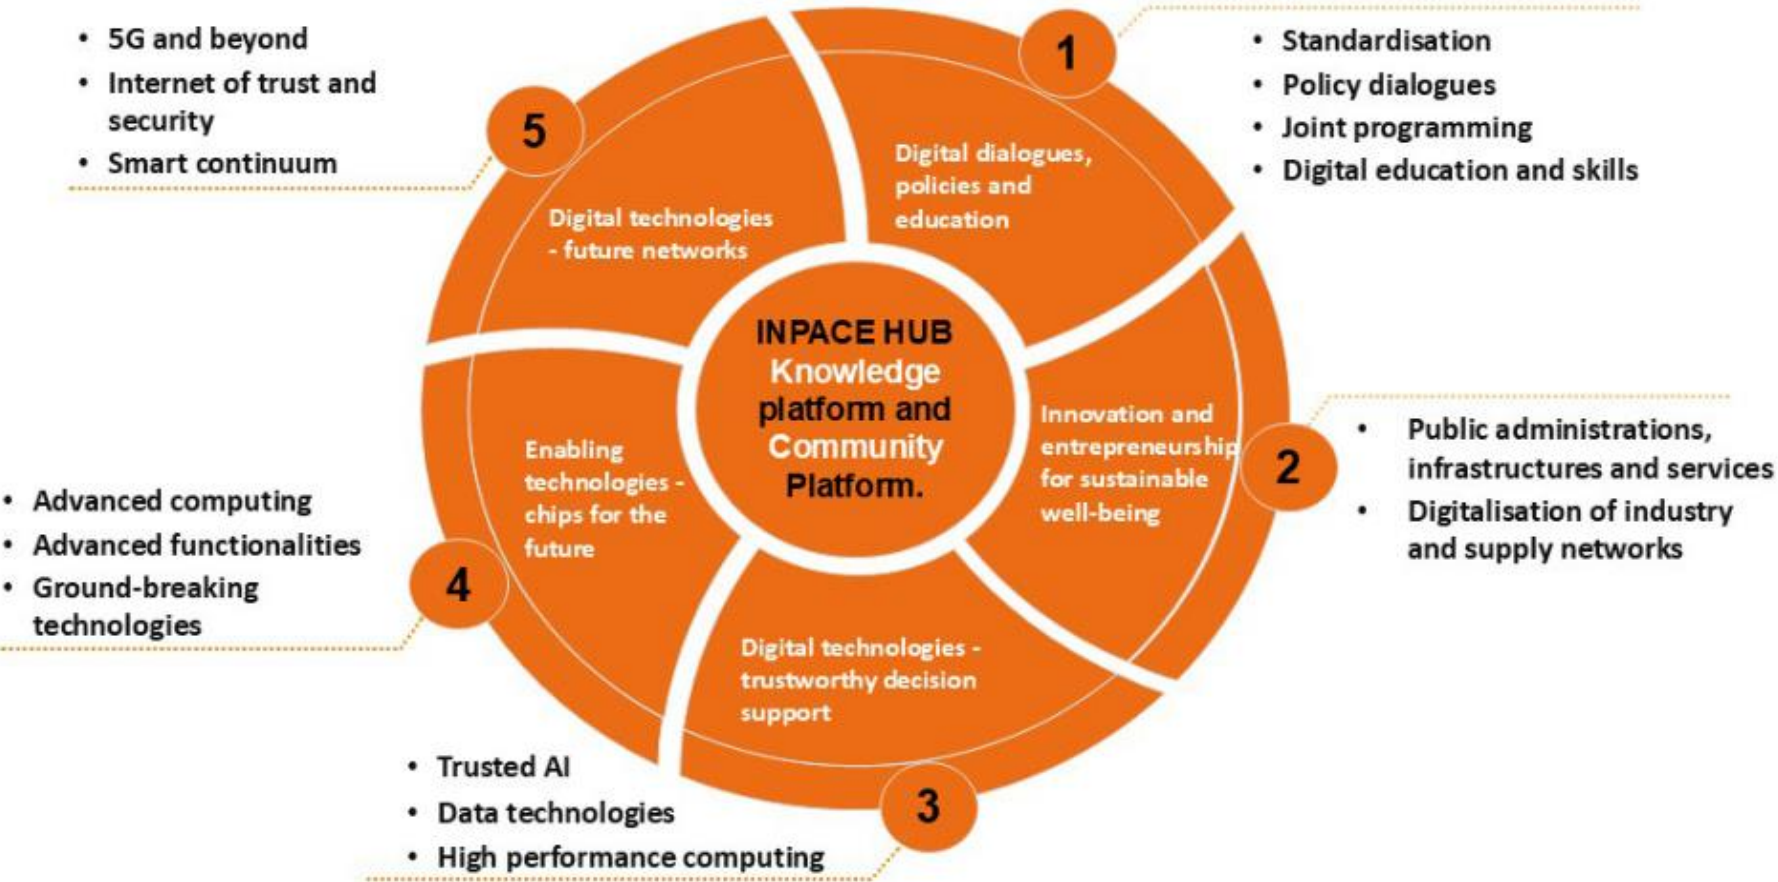 INPACE HUB
Knowledge
platform and
Community
Platform.
1
Digital dialogues,
policies and
education
• Standardisation
• Policy dialogues
• Joint programming
• Digital education and skills
2
Innovation and
entrepreneurship
for sustainable
well-being
• Public administrations,
infrastructures and services
• Digitalisation of industry
and supply networks
3
Digital technologies -
trustworthy decision
support
• Trusted AI
• Data technologies
• High performance computing
4
Enabling
technologies -
chips for the
future
• Advanced computing
• Advanced functionalities
• Ground-breaking
technologies
5
Digital technologies
- future networks
• 5G and beyond
• Internet of trust and
security
• Smart continuum